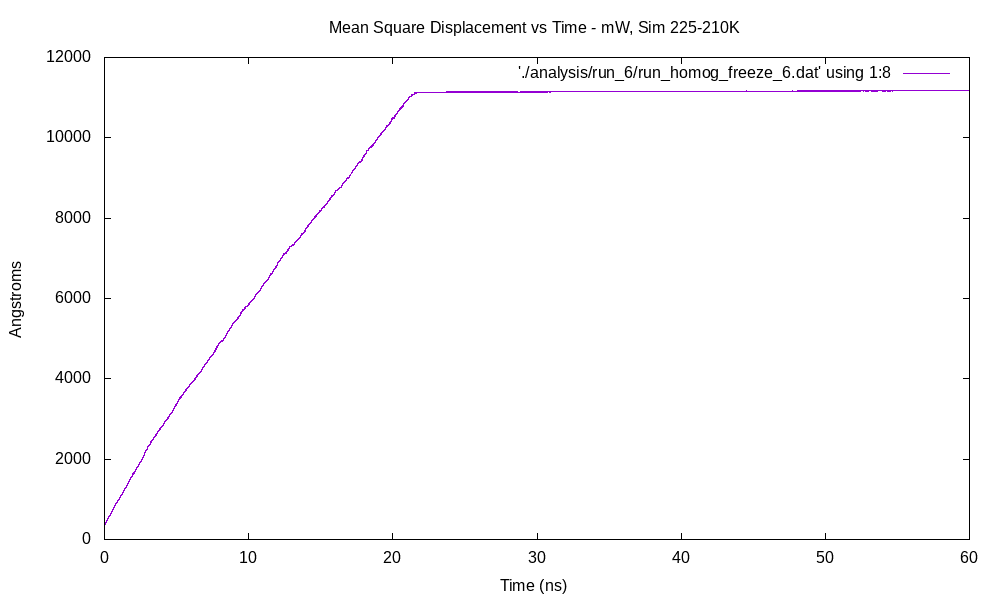 Mean Square Displacement vs Time - mW, Sim 225-210K
'./analysis/run_6/run_homog_freeze_6.dat' using 1:8
12000
10000
8000
6000
4000
2000
0
Angstroms
0 10 20 30 40 50 60
Time (ns)